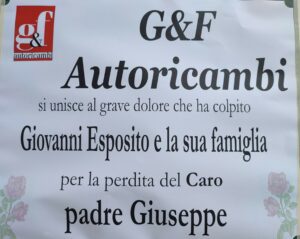 g&f
autoricambi
G&F
Autoricambi
si unisce al grave dolore che ha colpito
Giovanni Esposito e la sua famiglia
per la perdita del Caro
padre Giuseppe